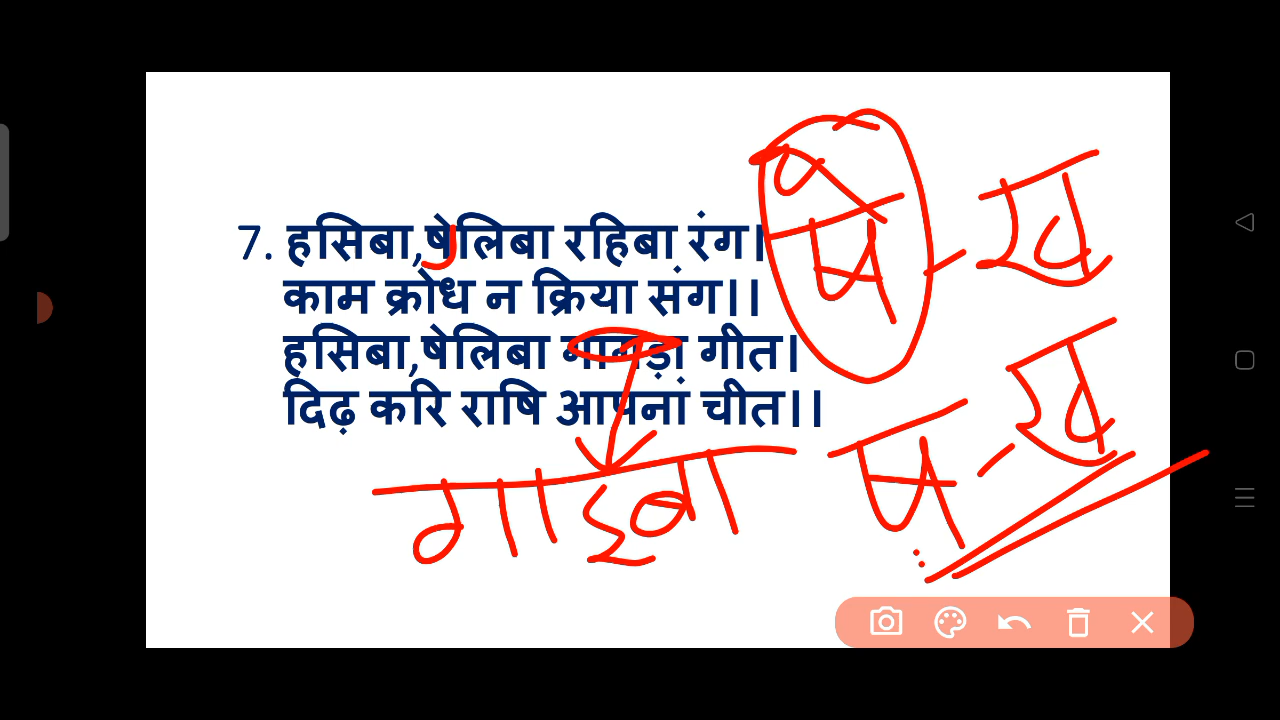 7. हसिबा,षेलिबा रहिबा रंग|
काम क्रोध न क्रिया संग||
हसिबा,षेलिबा गीत|
दिढ़ करि राषि आपनां चीत||
ष - ख
ष - ख
गाइबा